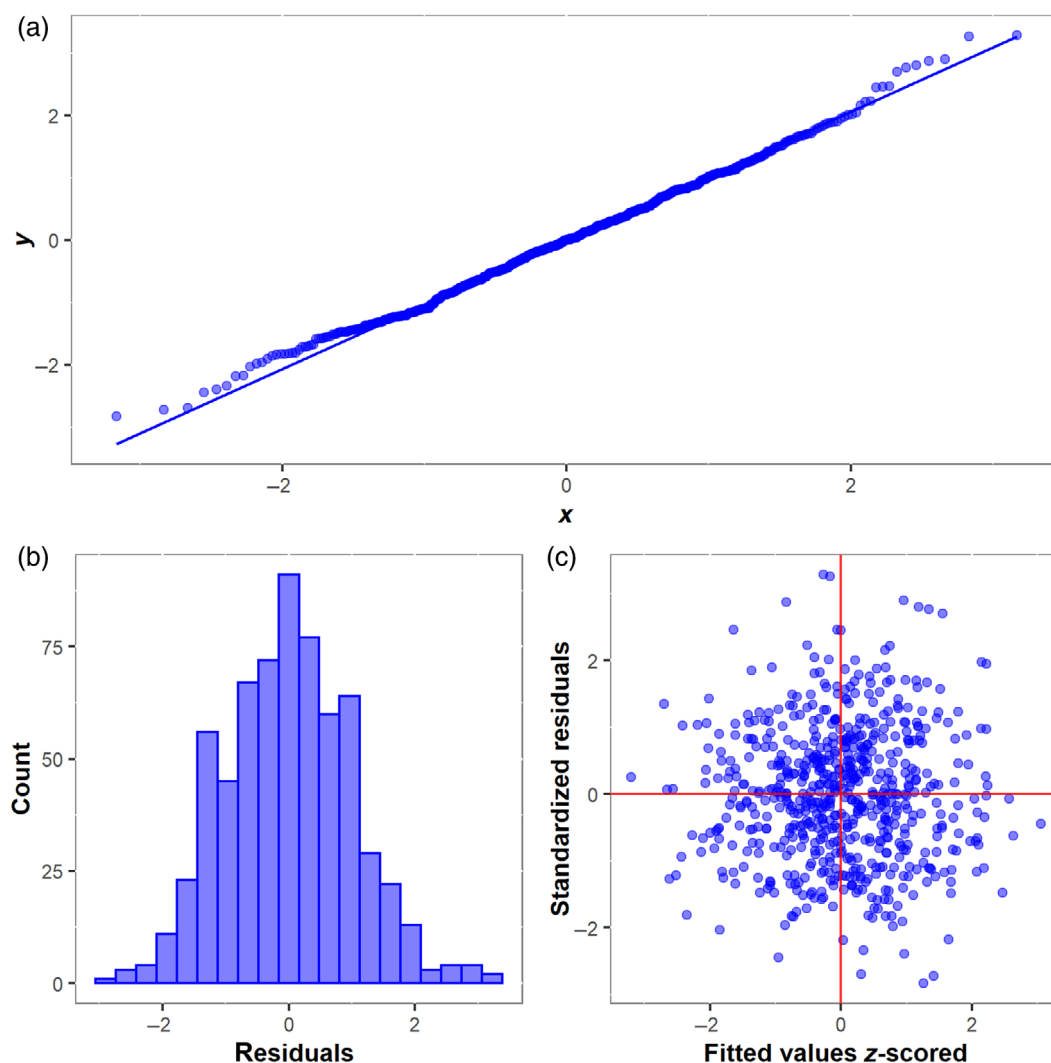 (a)
2
0
–2
y
–2
0
2
x
(b)
75
50
25
0
Count
–2
0
2
Residuals
(c)
2
0
–2
Standardized residuals
–2
0
2
Fitted values z-scored